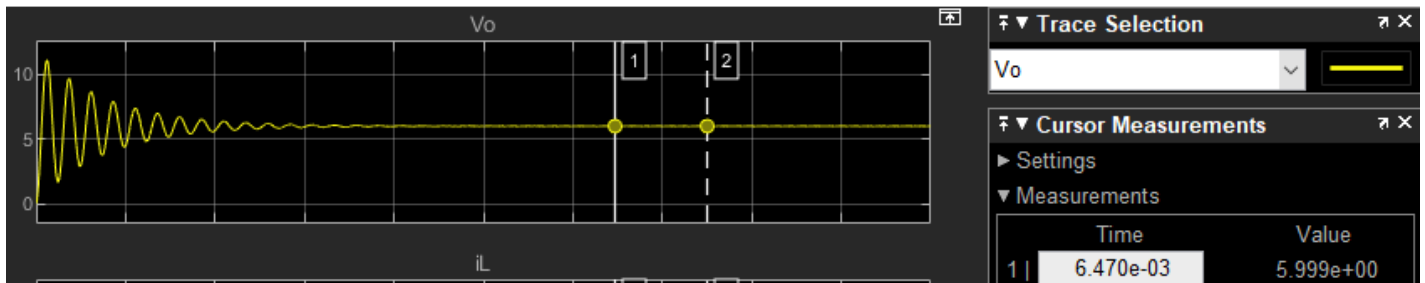 Vo
10
5
0
1
2
iL
Trace Selection
Vo
Cursor Measurements
Settings
Measurements
Time Value
1 | 6.470e-03 5.999e+00